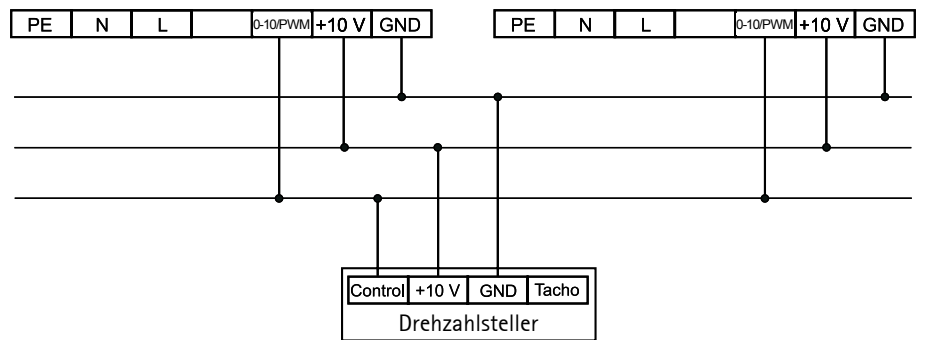 PE N L 0-10/PWM +10 V GND PE N L 0-10/PWM +10 V GND
Control +10 V GND Tacho
Drehzahlsteller